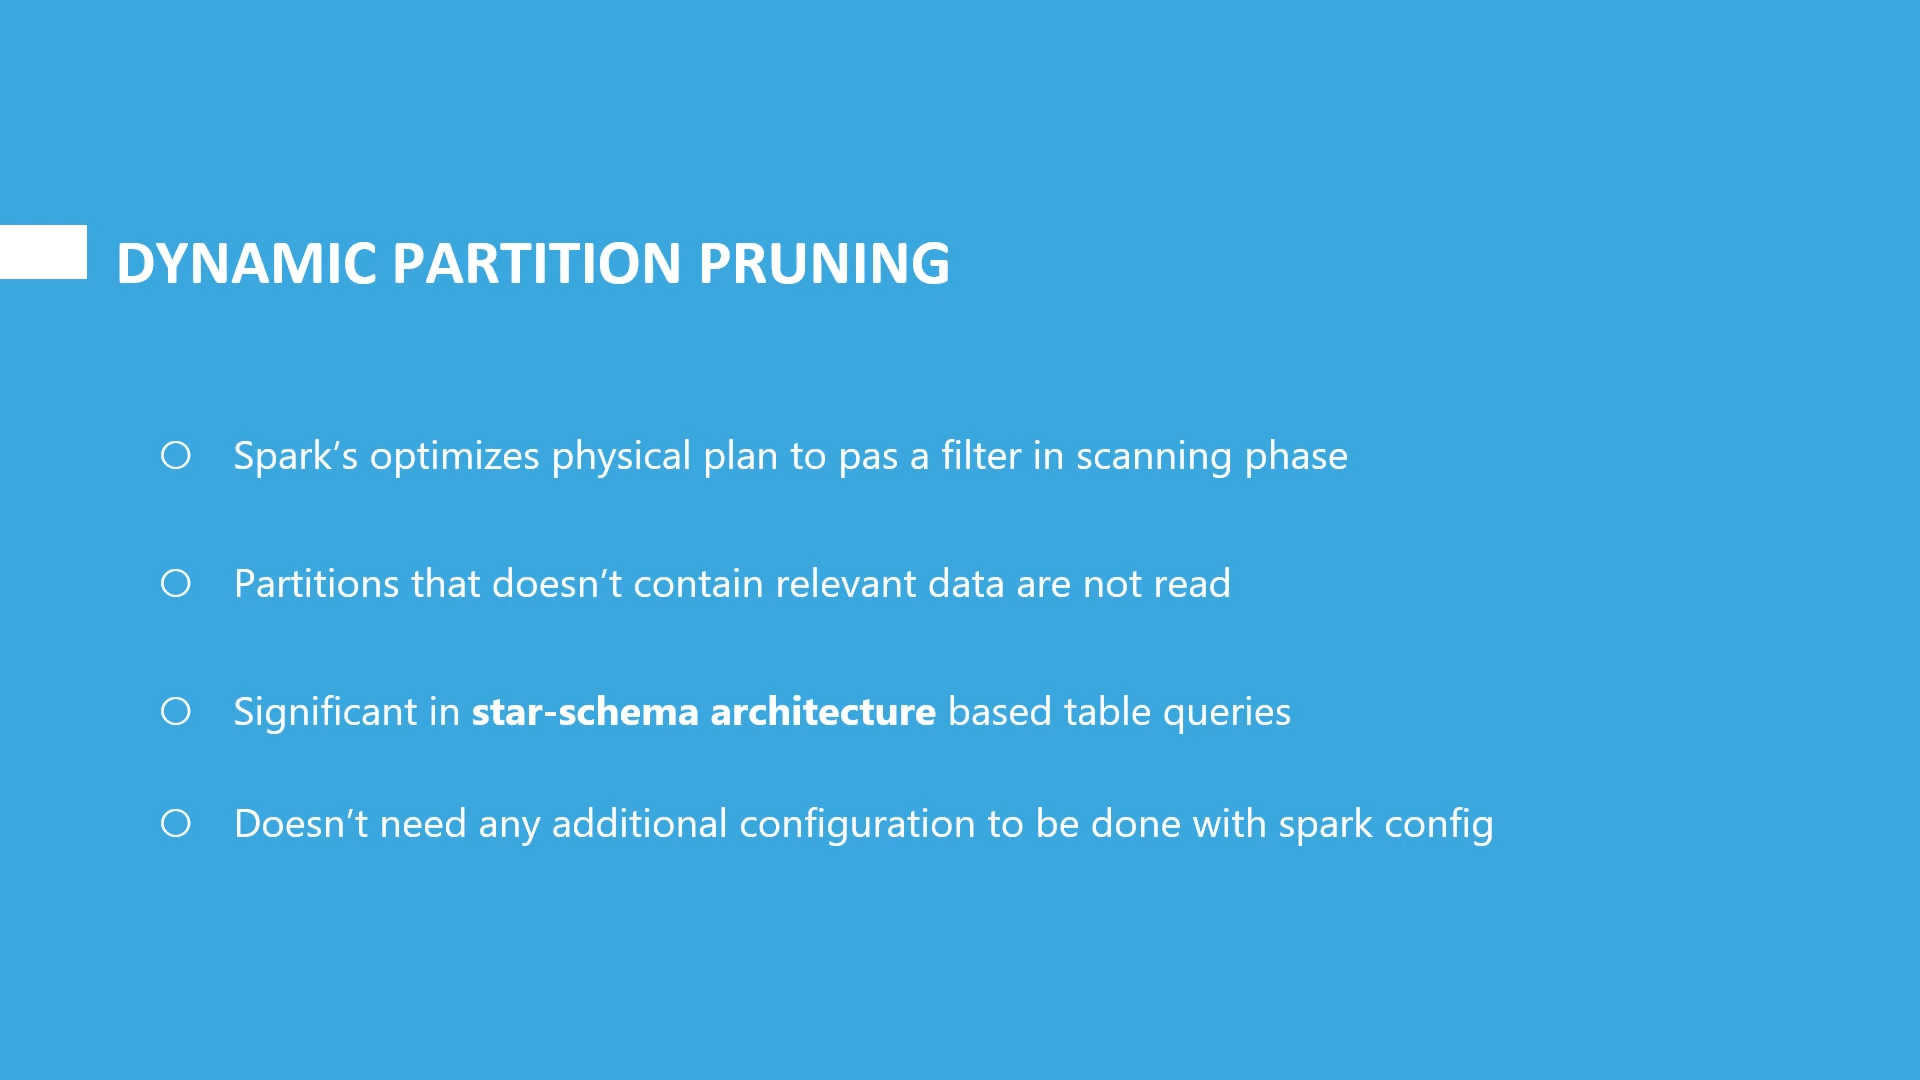 DYNAMIC PARTITION PRUNING
Spark’s optimizes physical plan to pas a filter in scanning phase
Partitions that doesn’t contain relevant data are not read
Significant in star-schema architecture based table queries
Doesn’t need any additional configuration to be done with spark config